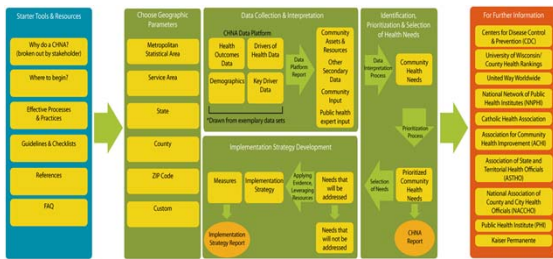 Starter Tools & Resources
Why do a CHNA?
(broken out by stakeholder)
Where to begin?
Effective Processes
& Practices
Guidelines & Checklists
References
FAQ
Choose Geographic
Parameters
Metropolitan
Statistical Area
Service Area
State
County
ZIP Code
Custom
Data Collection & Interpretation
CHNA Data Platform
Health
Outcomes
Data
Drivers of
Health Data
Demographics
Key Driver Data
*Drawn from exemplary data sets
Data
Platform
Report
Community
Assets &
Resources
Other
Secondary
Data
Community
Input
Public health
expert input
Identification,
Prioritization & Selection
of Health Needs
Data
Interpretation
Process
Community
Health Needs
Prioritization
Process
Prioritized
Community
Health Needs
CHNA
Report
Selection
of Needs
Implementation Strategy Development
Measures
Implementation
Strategy
Applying
Evidence,
Leveraging
Resources
Needs that
will be
addressed
Implementation
Strategy Report
Needs that
will not be
addressed
For Further Information
Centers for Disease Control
& Prevention (CDC)
University of Wisconsin/
County Health Rankings
United Way Worldwide
National Network of Public
Health Institutes (NNPHI)
Catholic Health Association
Association for Community
Health Improvement (ACHI)
Association of State and
Territorial Health Officials
(ASTHO)
National Association of
County and City Health
Officials (NACCHO)
Public Health Institute (PHI)
Kaiser Permanente